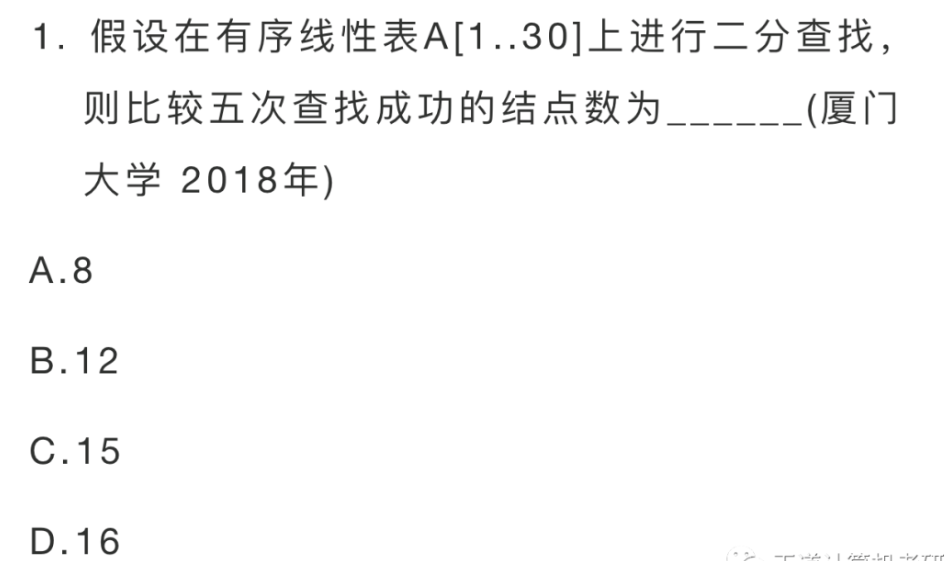 1. 假设在有序线性表A[1..30]上进行二分查找,
则比较五次查找成功的结点数为______(厦门
大学 2018年)
A.8
B.12
C.15
D.16